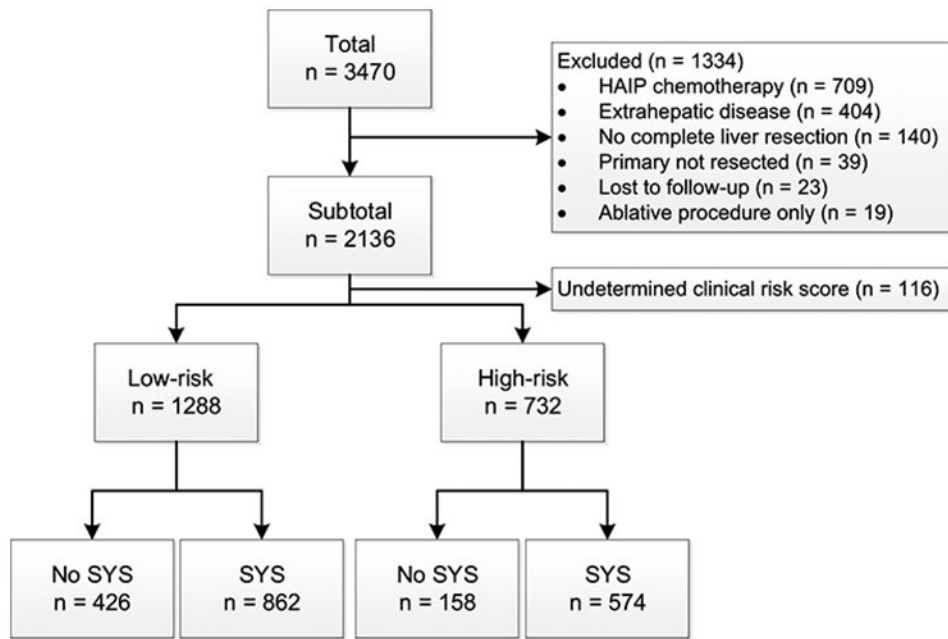 Total
n = 3470
Excluded (n = 1334)
• HAIP chemotherapy (n = 709)
• Extrahepatic disease (n = 404)
• No complete liver resection (n = 140)
• Primary not resected (n = 39)
• Lost to follow-up (n = 23)
• Ablative procedure only (n = 19)
Subtotal
n = 2136
Undetermined clinical risk score (n = 116)
Low-risk
n = 1288
High-risk
n = 732
No SYS
n = 426
SYS
n = 862
No SYS
n = 158
SYS
n = 574